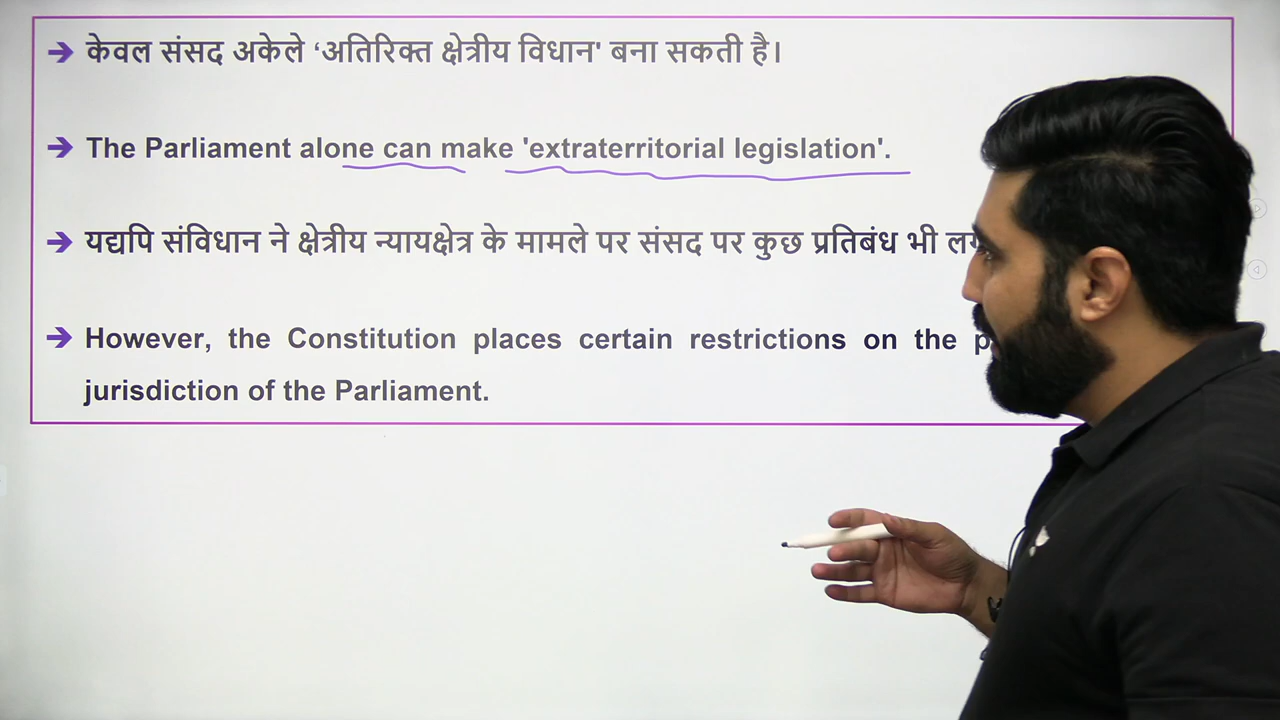 ➔ केवल संसद अकेले ‘अतिरिक्त क्षेत्रीय विधान' बना सकती है।
➔ The Parliament alone can make 'extraterritorial legislation'.
➔ यद्यपि संविधान ने क्षेत्रीय न्यायक्षेत्र के मामले पर संसद पर कुछ प्रतिबंध भी
➔ However, the Constitution places certain restrictions on the
jurisdiction of the Parliament.